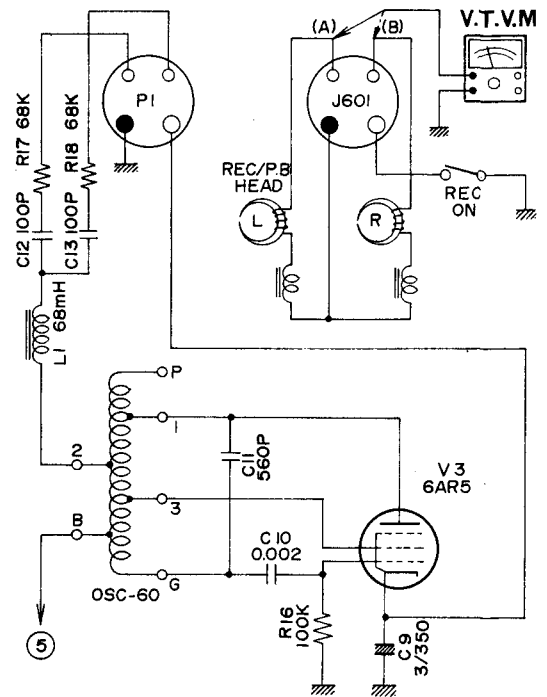 (A)
(B)
V.T.V.M
P1
J601
R17 68K
R18 68K
C12 100P
C13 100P
REC/P.B
HEAD
L
R
REC
ON
L1
68mH
P
1
2
3
B
G
C11
560P
V3
6AR5
C10
0.002
OSC-60
R16
100K
C9
3/350
5